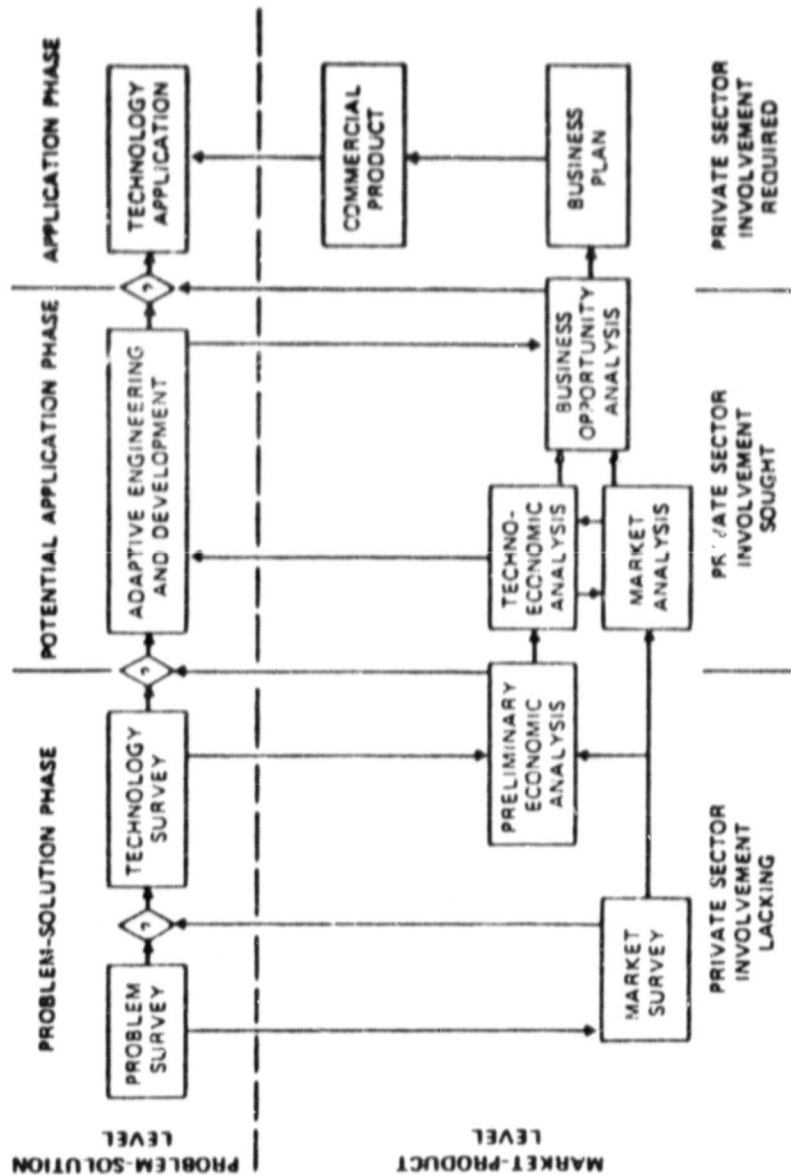 PROBLEM-SOLUTION PHASE
POTENTIAL APPLICATION PHASE
APPLICATION PHASE
PROBLEM-SOLUTION
LEVEL
PROBLEM
SURVEY
?
TECHNOLOGY
SURVEY
?
ADAPTIVE ENGINEERING
AND DEVELOPMENT
?
TECHNOLOGY
APPLICATION
MARKET-PRODUCT
LEVEL
COMMERCIAL
PRODUCT
PRELIMINARY
ECONOMIC
ANALYSIS
TECHNO-
ECONOMIC
ANALYSIS
BUSINESS
OPPORTUNITY
ANALYSIS
BUSINESS
PLAN
MARKET
SURVEY
MARKET
ANALYSIS
PRIVATE SECTOR
INVOLVEMENT
LACKING
PRIVATE SECTOR
INVOLVEMENT
SOUGHT
PRIVATE SECTOR
INVOLVEMENT
REQUIRED